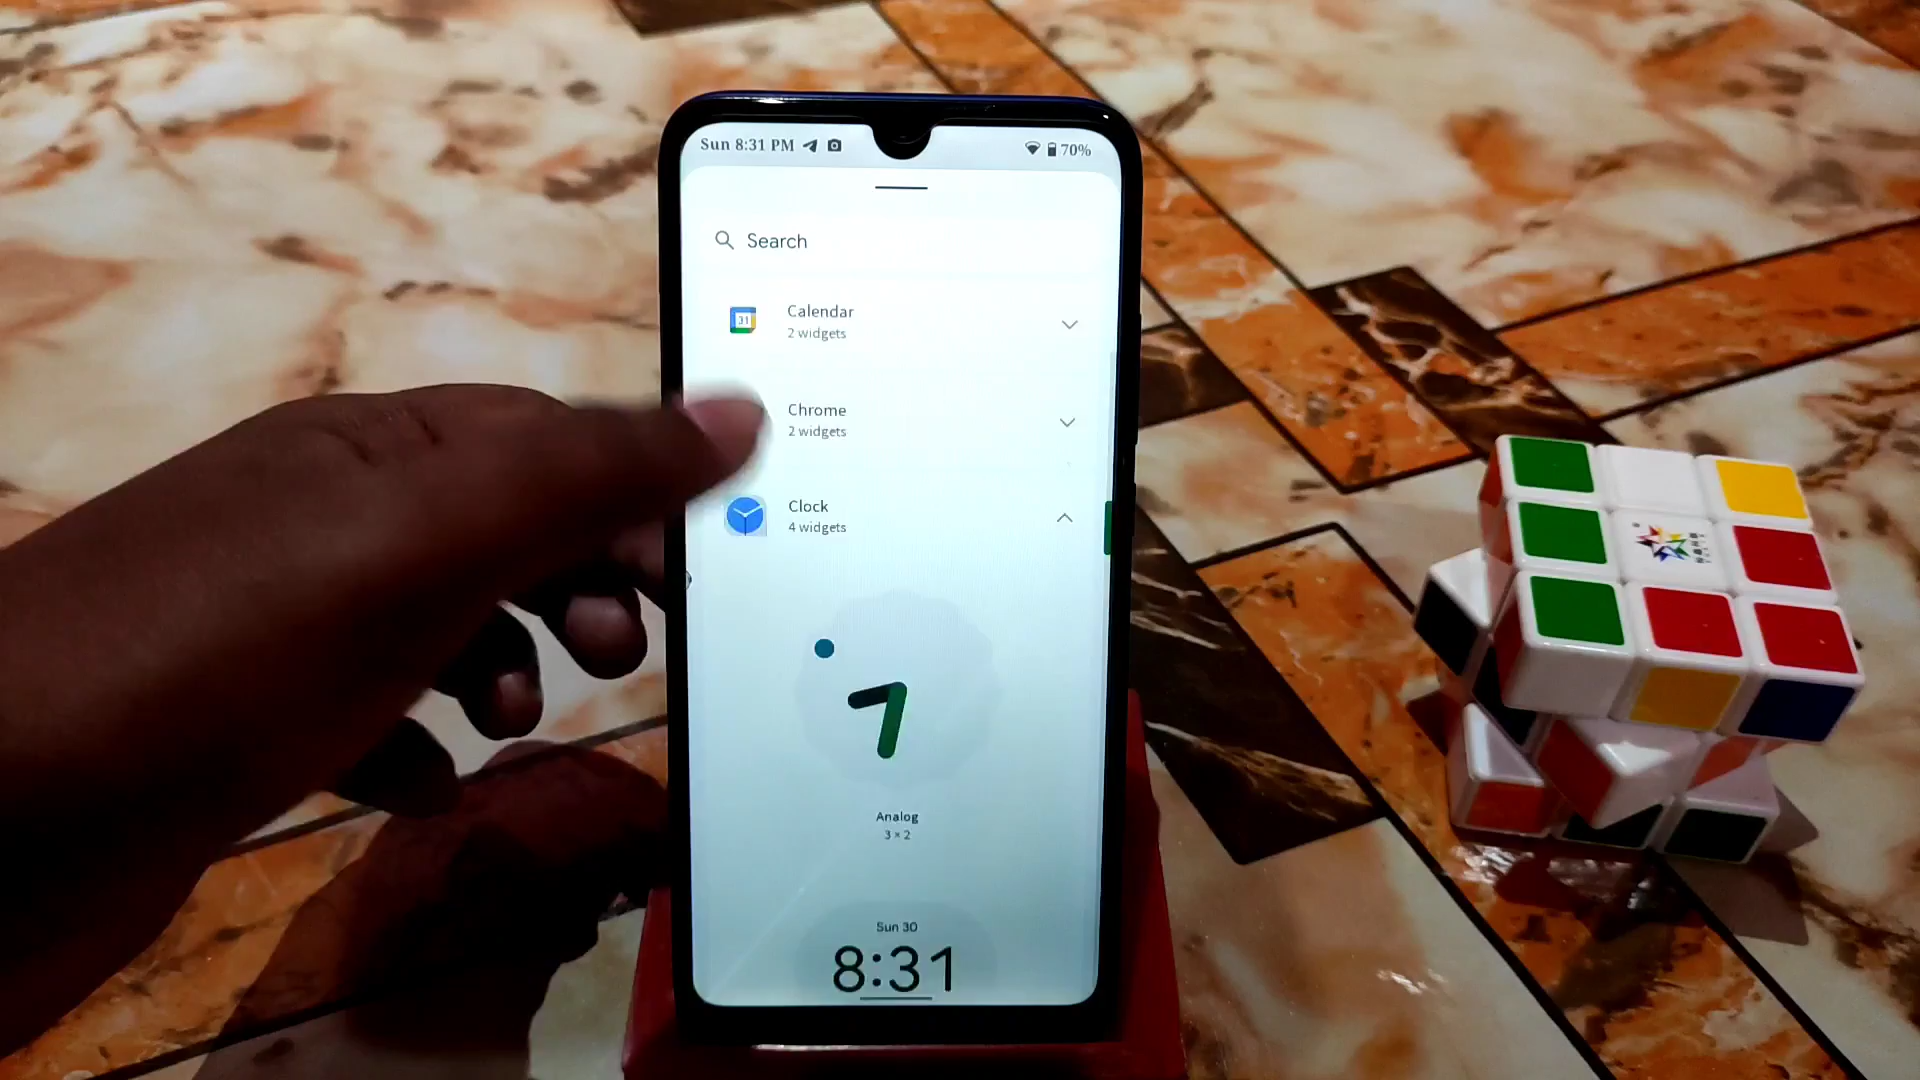 Sun 8:31 PM
70%
Search
31
Calendar
2 widgets
Chrome
2 widgets
Clock
4 widgets
Analog
3 × 2
Sun 30
8:31